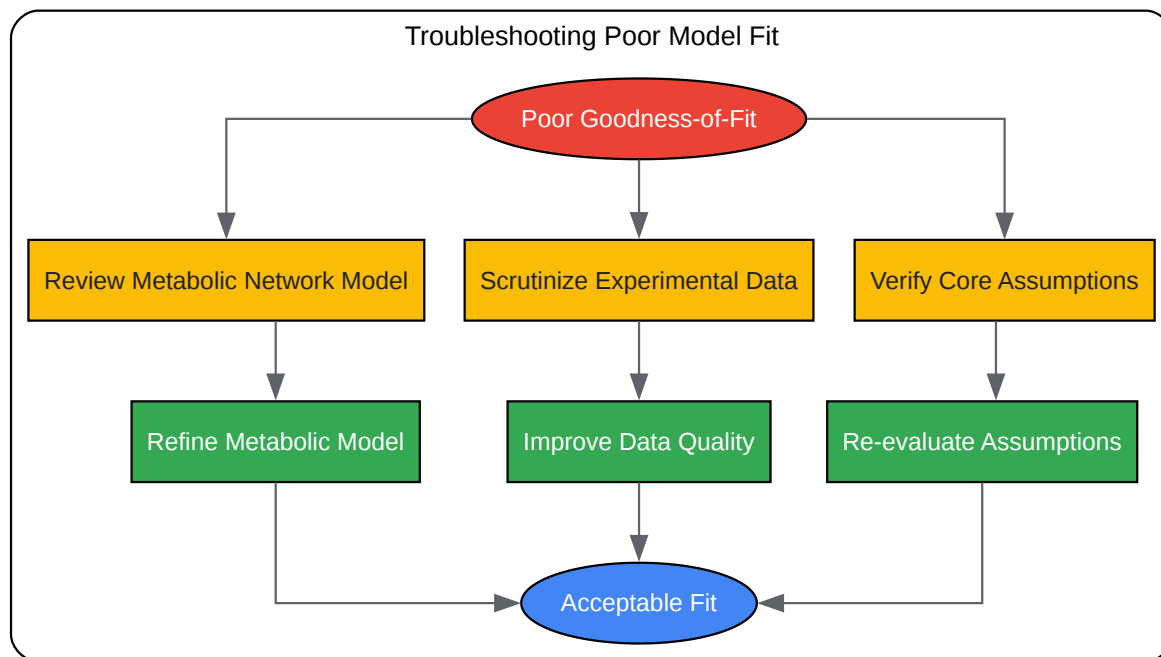 Troubleshooting Poor Model Fit
Poor Goodness-of-Fit
Review Metabolic Network Model
Scrutinize Experimental Data
Verify Core Assumptions
Refine Metabolic Model
Improve Data Quality
Re-evaluate Assumptions
Acceptable Fit